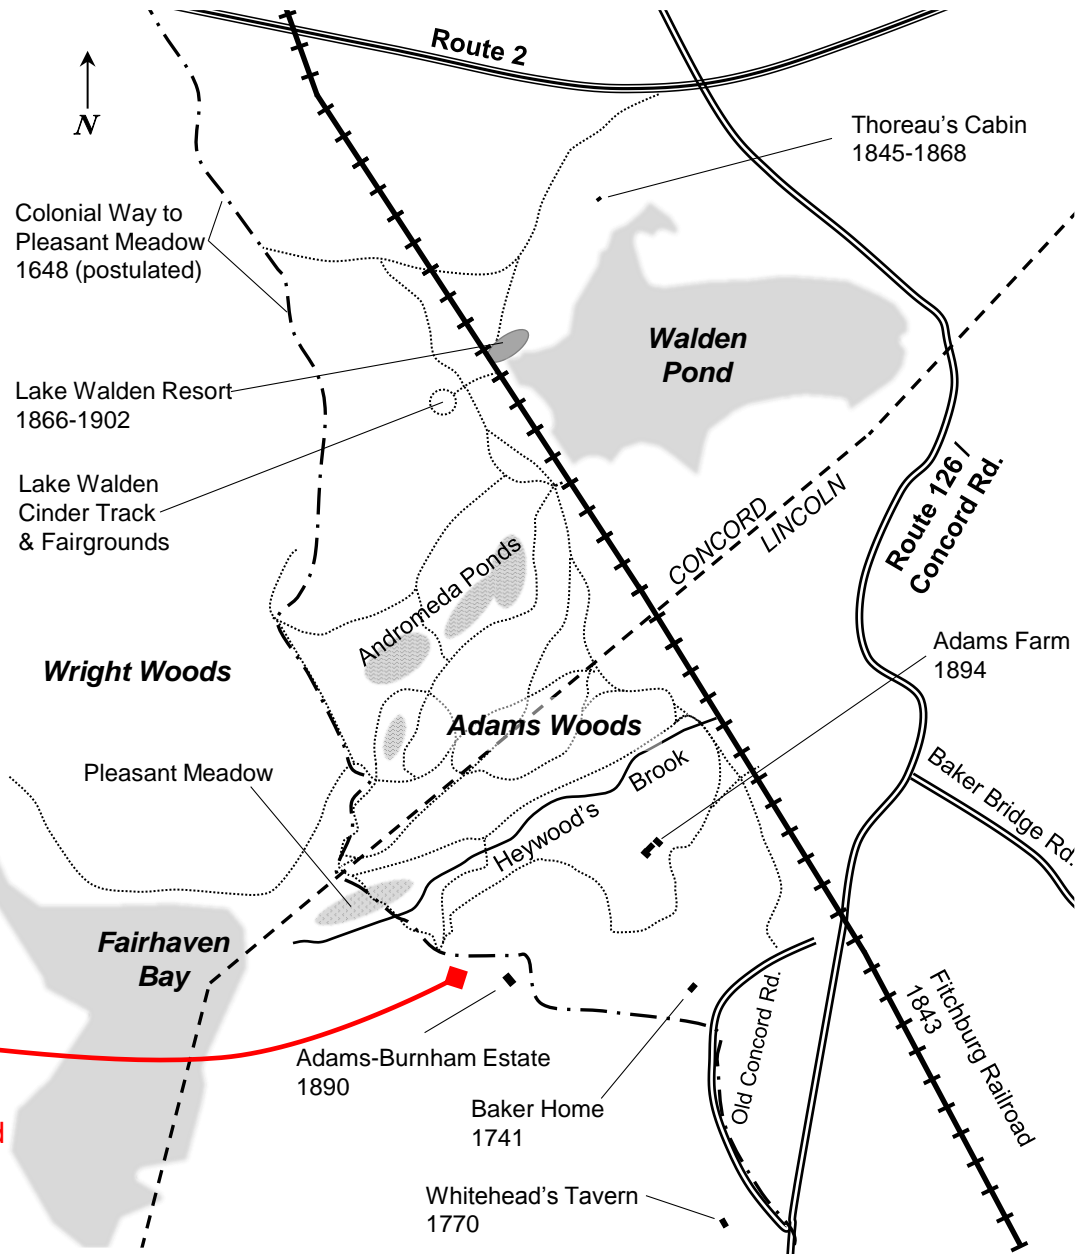 Route 2
N
Thoreau's Cabin
1845-1868
Colonial Way to
Pleasant Meadow
1648 (postulated)
Walden
Pond
Lake Walden Resort
1866-1902
Lake Walden
Cinder Track
& Fairgrounds
Route 126 /
Concord Rd.
CONCORD
LINCOLN
Andromeda Ponds
Wright Woods
Adams Farm
1894
Adams Woods
Pleasant Meadow
Heywood's Brook
Baker Bridge Rd.
Fairhaven
Bay
Adams-Burnham Estate
1890
Old Concord Rd.
Fitchburg Railroad
1843
Baker Home
1741
Whitehead's Tavern
1770